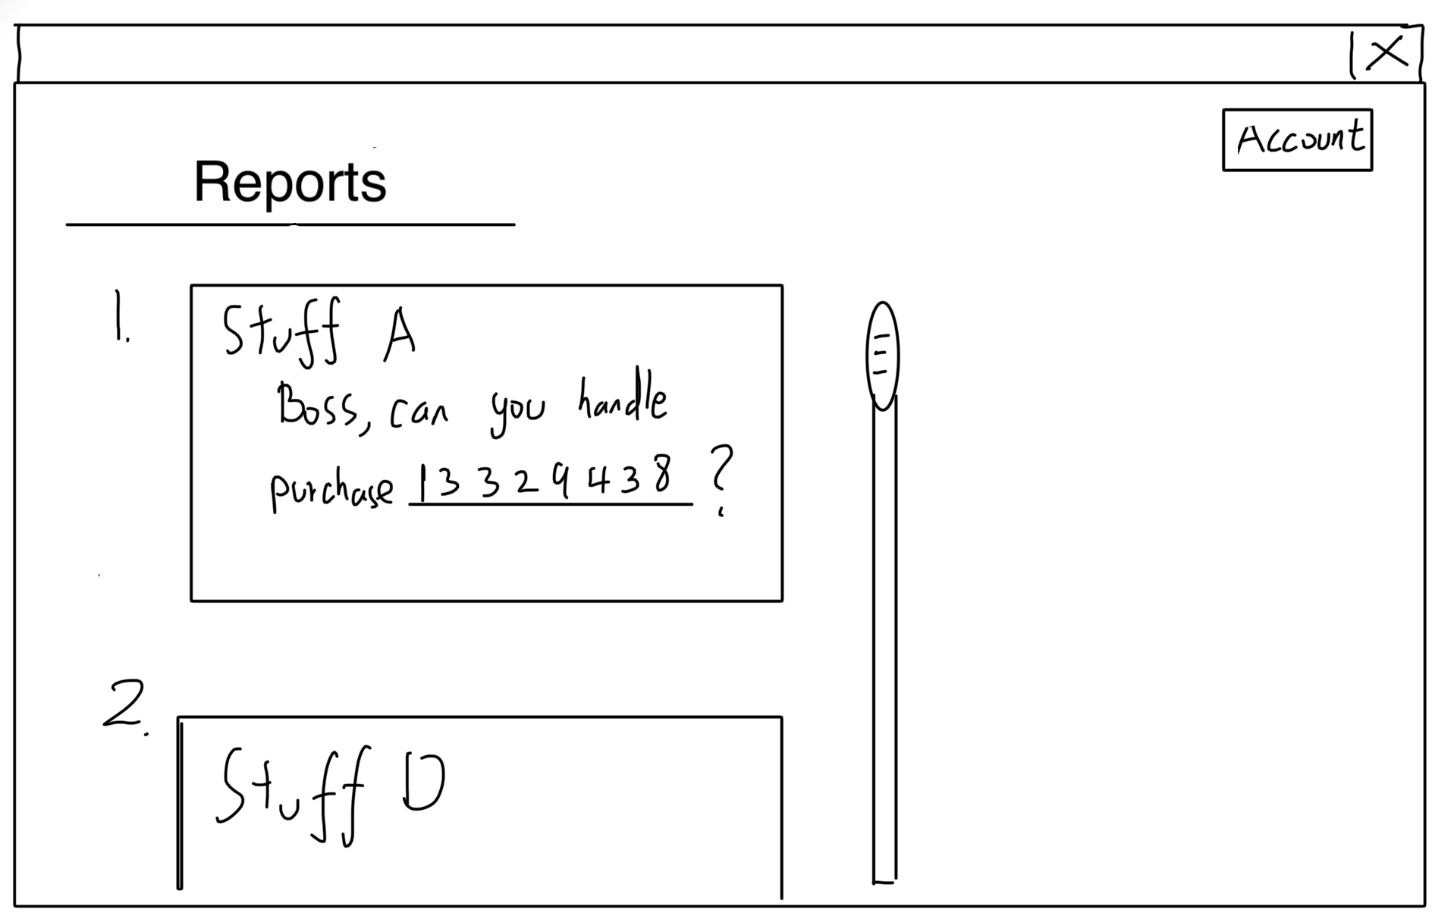 X
Account
Reports
1.
Stuff A
Boss, can you handle
purchase 13329438 ?
2.
Stuff D